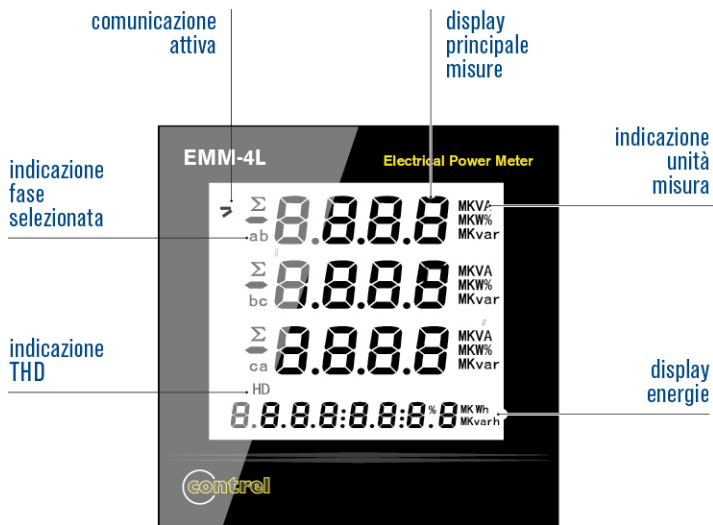 comunicazione
attiva
display
principale
misure
indicazione
unità
misura
indicazione
fase
selezionata
indicazione
THD
display
energie
EMM-4L
Electrical Power Meter
Σ 8.8.8.8 MKVA
MKW%
ab MKvar
Σ 8.8.8.8 MKVA
MKW%
bc MKvar
Σ 8.8.8.8 MKVA
MKW%
ca MKvar
HD
8.8.8.8:8.8:8.8 % MKWh
MKvarh
contrel